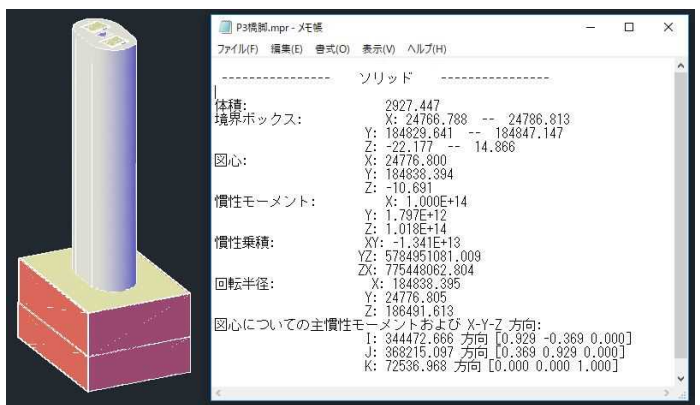 P3橋脚.mpr - メモ帳
ファイル(F) 編集(E) 書式(O) 表示(V) ヘルプ(H)
---------------- ソリッド ----------------
体積: 2927.447
境界ボックス: X: 24766.788 -- 24786.813
Y: 184829.641 -- 184847.147
Z: -22.177 -- 14.866
図心: X: 24776.800
Y: 184838.394
Z: -10.691
慣性モーメント: X: 1.000E+14
Y: 1.797E+12
Z: 1.018E+14
慣性乗積: XY: -1.341E+13
YZ: 5784951081.009
ZX: 775448062.804
回転半径: X: 184838.395
Y: 24776.805
Z: 186491.613
図心についての主慣性モーメントおよび X-Y-Z 方向:
I: 344472.666 方向 [0.929 -0.369 0.000]
J: 368215.097 方向 [0.369 0.929 0.000]
K: 72536.968 方向 [0.000 0.000 1.000]